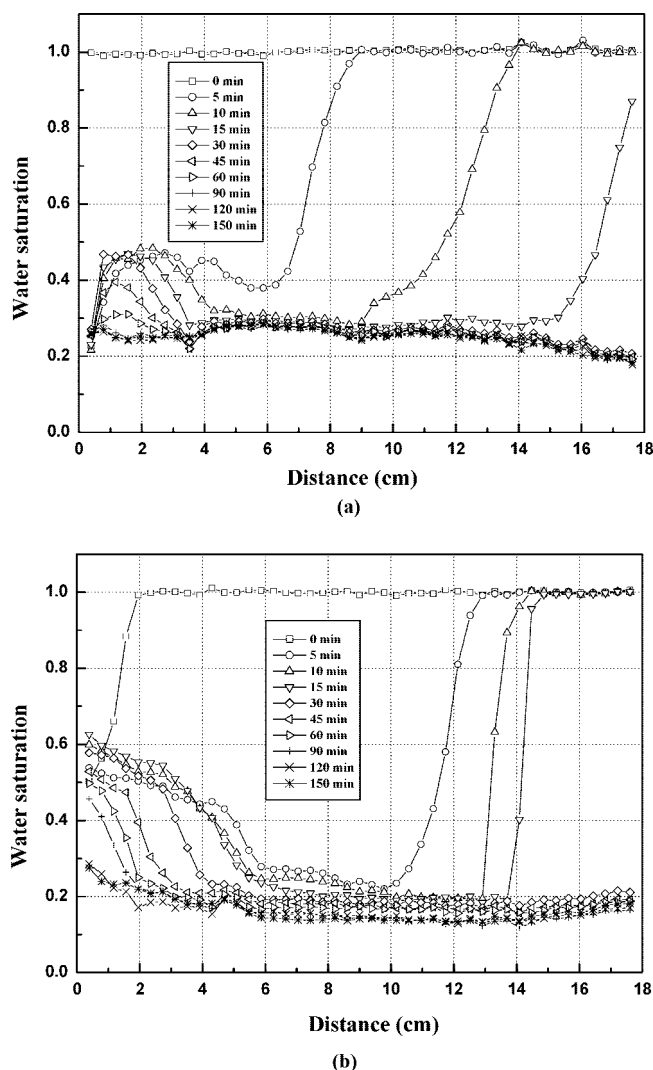 1.0
0.8
0.6
0.4
0.2
0.0
Water saturation
0 min
5 min
10 min
15 min
30 min
45 min
60 min
90 min
120 min
150 min
0 2 4 6 8 10 12 14 16 18
Distance (cm)
(a)
1.0
0.8
0.6
0.4
0.2
0.0
Water saturation
0 min
5 min
10 min
15 min
30 min
45 min
60 min
90 min
120 min
150 min
0 2 4 6 8 10 12 14 16 18
Distance (cm)
(b)